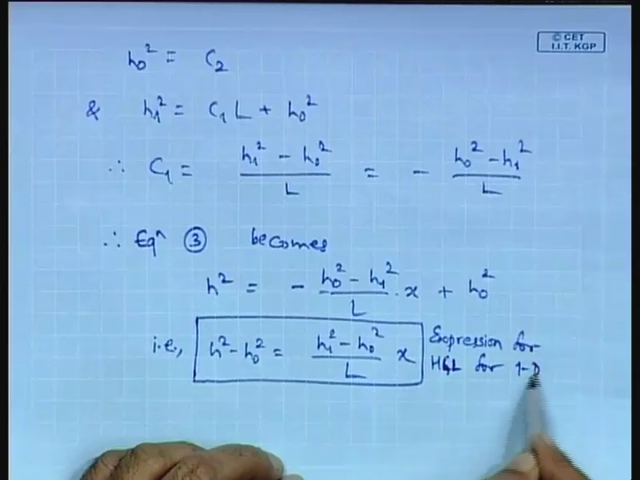 © CET
I.I.T. KGP
h₀² = C₂
& h₁² = C₁ L + h₀²
∴ C₁ = (h₁² - h₀²)/L = - (h₀² - h₁²)/L
∴ Eqⁿ ③ becomes
h² = - (h₀² - h₁²)/L . x + h₀²
i.e., h² - h₀² = (h₁² - h₀²)/L x
Expression for
HGL for 1-D